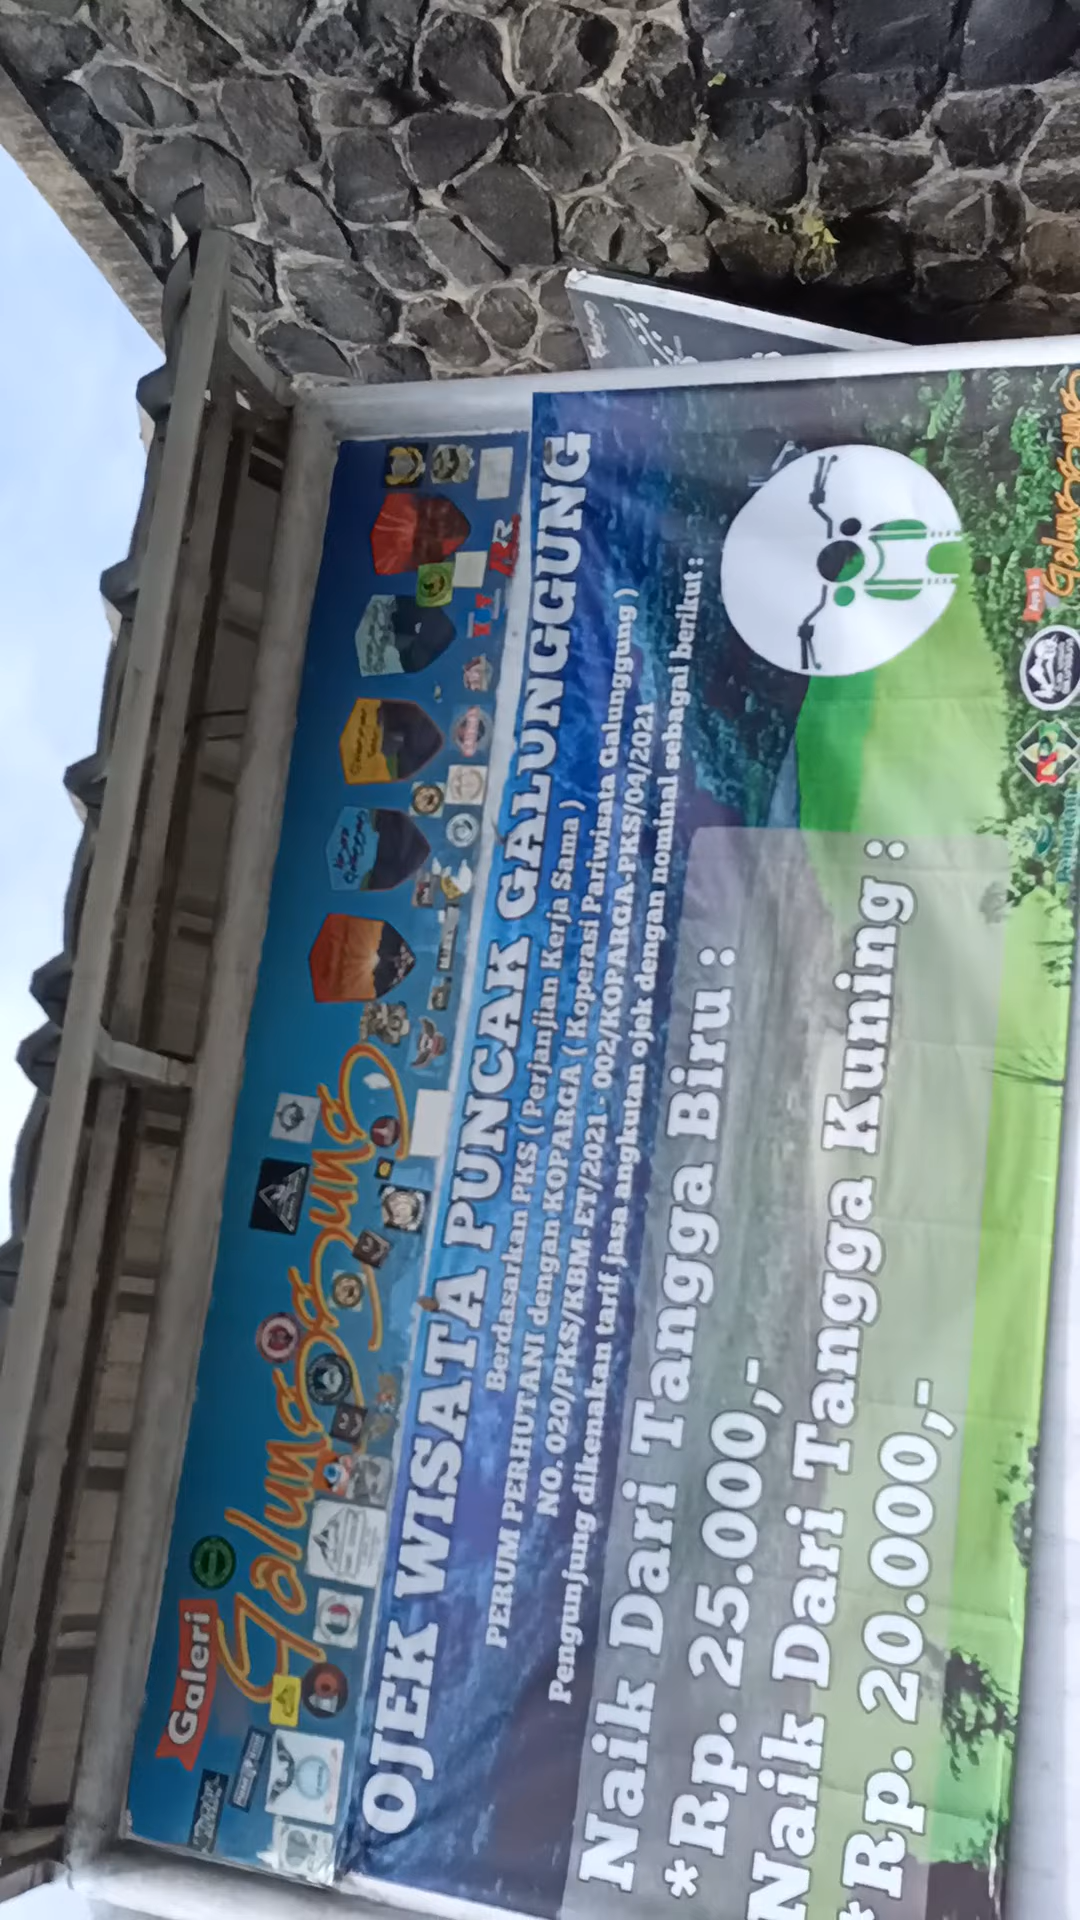 Galeri
Galunggung
OJEK WISATA PUNCAK GALUNGGUNG
Berdasarkan PKS ( Perjanjian Kerja Sama )
PERUM PERHUTANI dengan KOPARGA ( Koperasi Pariwisata Galunggung )
NO. 020/PKS/KBM-ET/2021 - 002/KOPARGA-PKS/04/2021
Pengunjung dikenakan tarif jasa angkutan ojek dengan nominal sebagai berikut :
Naik Dari Tangga Biru :
*Rp. 25.000,-
Naik Dari Tangga Kuning :
*Rp. 20.000,-
Galunggung